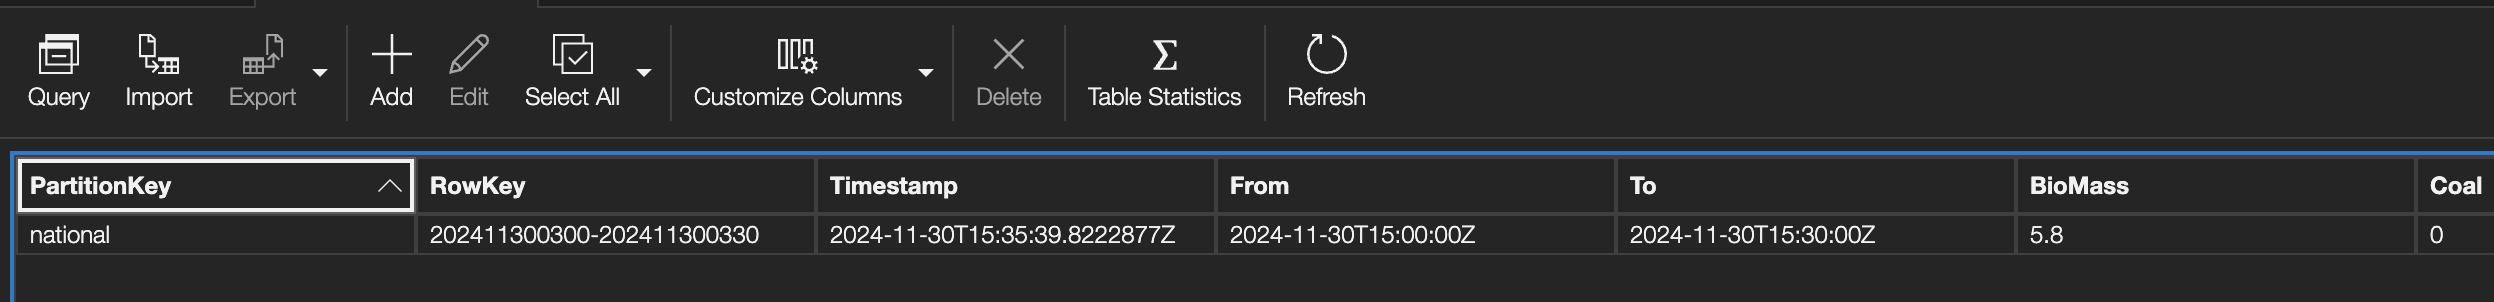 Query Import Export Add Edit Select All Customize Columns Delete Table Statistics Refresh
PartitionKey RowKey Timestamp From To BioMass Coal
national 202411300300-202411300330 2024-11-30T15:35:39.8222877Z 2024-11-30T15:00:00Z 2024-11-30T15:30:00Z 5.8 0